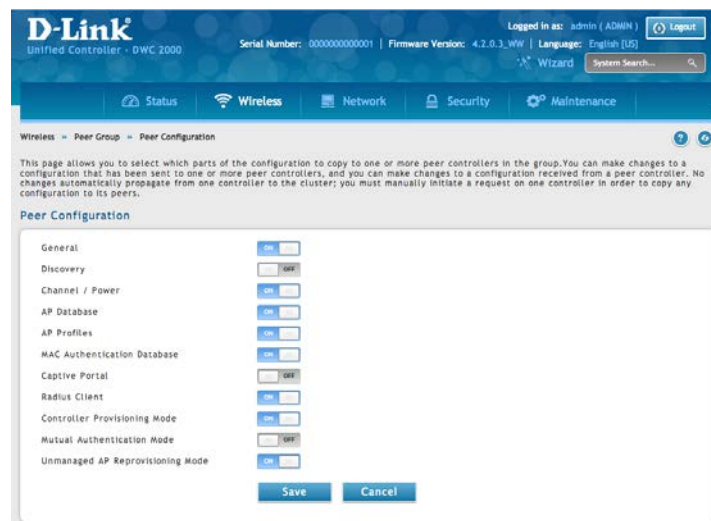 D-Link
Unified Controller - DWC 2000
Logged in as: admin ( ADMIN )
Logout
Serial Number: 0000000000001 | Firmware Version: 4.2.0.3_WW | Language: English [US]
Wizard
System Search...
Status
Wireless
Network
Security
Maintenance
Wireless » Peer Group » Peer Configuration
This page allows you to select which parts of the configuration to copy to one or more peer controllers in the group.You can make changes to a
configuration that has been sent to one or more peer controllers, and you can make changes to a configuration received from a peer controller. No
changes automatically propagate from one controller to the cluster; you must manually initiate a request on one controller in order to copy any
configuration to its peers.
Peer Configuration
General ON
Discovery OFF
Channel / Power ON
AP Database ON
AP Profiles ON
MAC Authentication Database ON
Captive Portal OFF
Radius Client ON
Controller Provisioning Mode ON
Mutual Authentication Mode OFF
Unmanaged AP Reprovisioning Mode ON
Save
Cancel